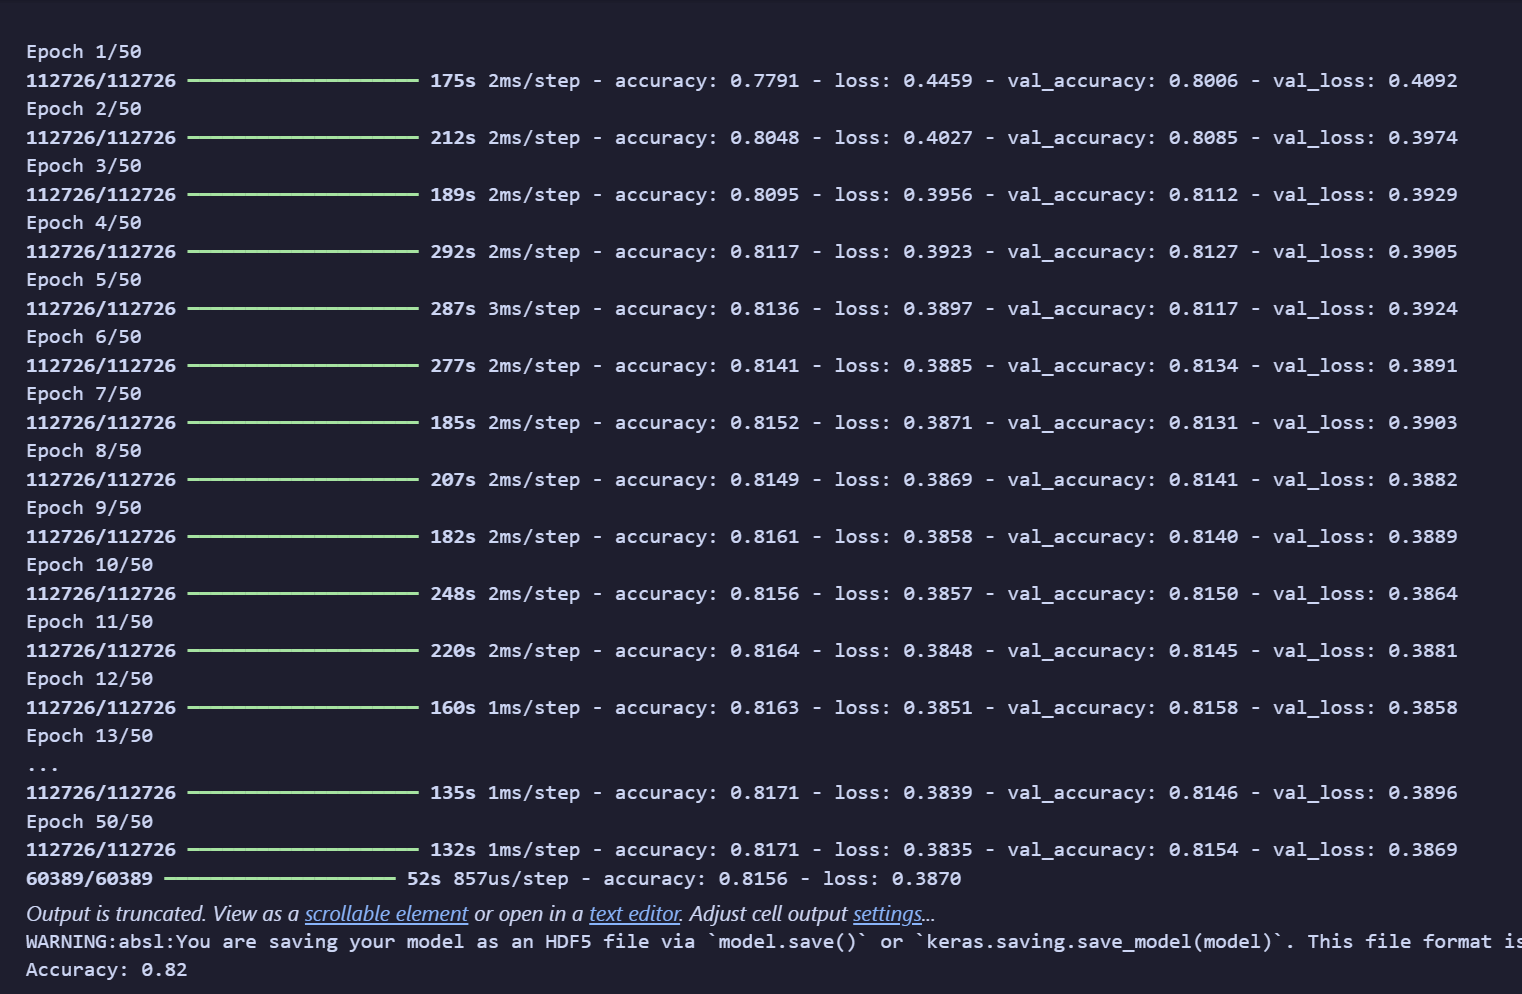 Epoch 1/50
112726/112726 ━━━━━━━━━━━━━━━━━━━━ 175s 2ms/step - accuracy: 0.7791 - loss: 0.4459 - val_accuracy: 0.8006 - val_loss: 0.4092
Epoch 2/50
112726/112726 ━━━━━━━━━━━━━━━━━━━━ 212s 2ms/step - accuracy: 0.8048 - loss: 0.4027 - val_accuracy: 0.8085 - val_loss: 0.3974
Epoch 3/50
112726/112726 ━━━━━━━━━━━━━━━━━━━━ 189s 2ms/step - accuracy: 0.8095 - loss: 0.3956 - val_accuracy: 0.8112 - val_loss: 0.3929
Epoch 4/50
112726/112726 ━━━━━━━━━━━━━━━━━━━━ 292s 2ms/step - accuracy: 0.8117 - loss: 0.3923 - val_accuracy: 0.8127 - val_loss: 0.3905
Epoch 5/50
112726/112726 ━━━━━━━━━━━━━━━━━━━━ 287s 3ms/step - accuracy: 0.8136 - loss: 0.3897 - val_accuracy: 0.8117 - val_loss: 0.3924
Epoch 6/50
112726/112726 ━━━━━━━━━━━━━━━━━━━━ 277s 2ms/step - accuracy: 0.8141 - loss: 0.3885 - val_accuracy: 0.8134 - val_loss: 0.3891
Epoch 7/50
112726/112726 ━━━━━━━━━━━━━━━━━━━━ 185s 2ms/step - accuracy: 0.8152 - loss: 0.3871 - val_accuracy: 0.8131 - val_loss: 0.3903
Epoch 8/50
112726/112726 ━━━━━━━━━━━━━━━━━━━━ 207s 2ms/step - accuracy: 0.8149 - loss: 0.3869 - val_accuracy: 0.8141 - val_loss: 0.3882
Epoch 9/50
112726/112726 ━━━━━━━━━━━━━━━━━━━━ 182s 2ms/step - accuracy: 0.8161 - loss: 0.3858 - val_accuracy: 0.8140 - val_loss: 0.3889
Epoch 10/50
112726/112726 ━━━━━━━━━━━━━━━━━━━━ 248s 2ms/step - accuracy: 0.8156 - loss: 0.3857 - val_accuracy: 0.8150 - val_loss: 0.3864
Epoch 11/50
112726/112726 ━━━━━━━━━━━━━━━━━━━━ 220s 2ms/step - accuracy: 0.8164 - loss: 0.3848 - val_accuracy: 0.8145 - val_loss: 0.3881
Epoch 12/50
112726/112726 ━━━━━━━━━━━━━━━━━━━━ 160s 1ms/step - accuracy: 0.8163 - loss: 0.3851 - val_accuracy: 0.8158 - val_loss: 0.3858
Epoch 13/50
...
112726/112726 ━━━━━━━━━━━━━━━━━━━━ 135s 1ms/step - accuracy: 0.8171 - loss: 0.3839 - val_accuracy: 0.8146 - val_loss: 0.3896
Epoch 50/50
112726/112726 ━━━━━━━━━━━━━━━━━━━━ 132s 1ms/step - accuracy: 0.8171 - loss: 0.3835 - val_accuracy: 0.8154 - val_loss: 0.3869
60389/60389 ━━━━━━━━━━━━━━━━━━━━ 52s 857us/step - accuracy: 0.8156 - loss: 0.3870
Output is truncated. View as a scrollable element or open in a text editor. Adjust cell output settings...
WARNING:absl:You are saving your model as an HDF5 file via `model.save()` or `keras.saving.save_model(model)`. This file format is
Accuracy: 0.82